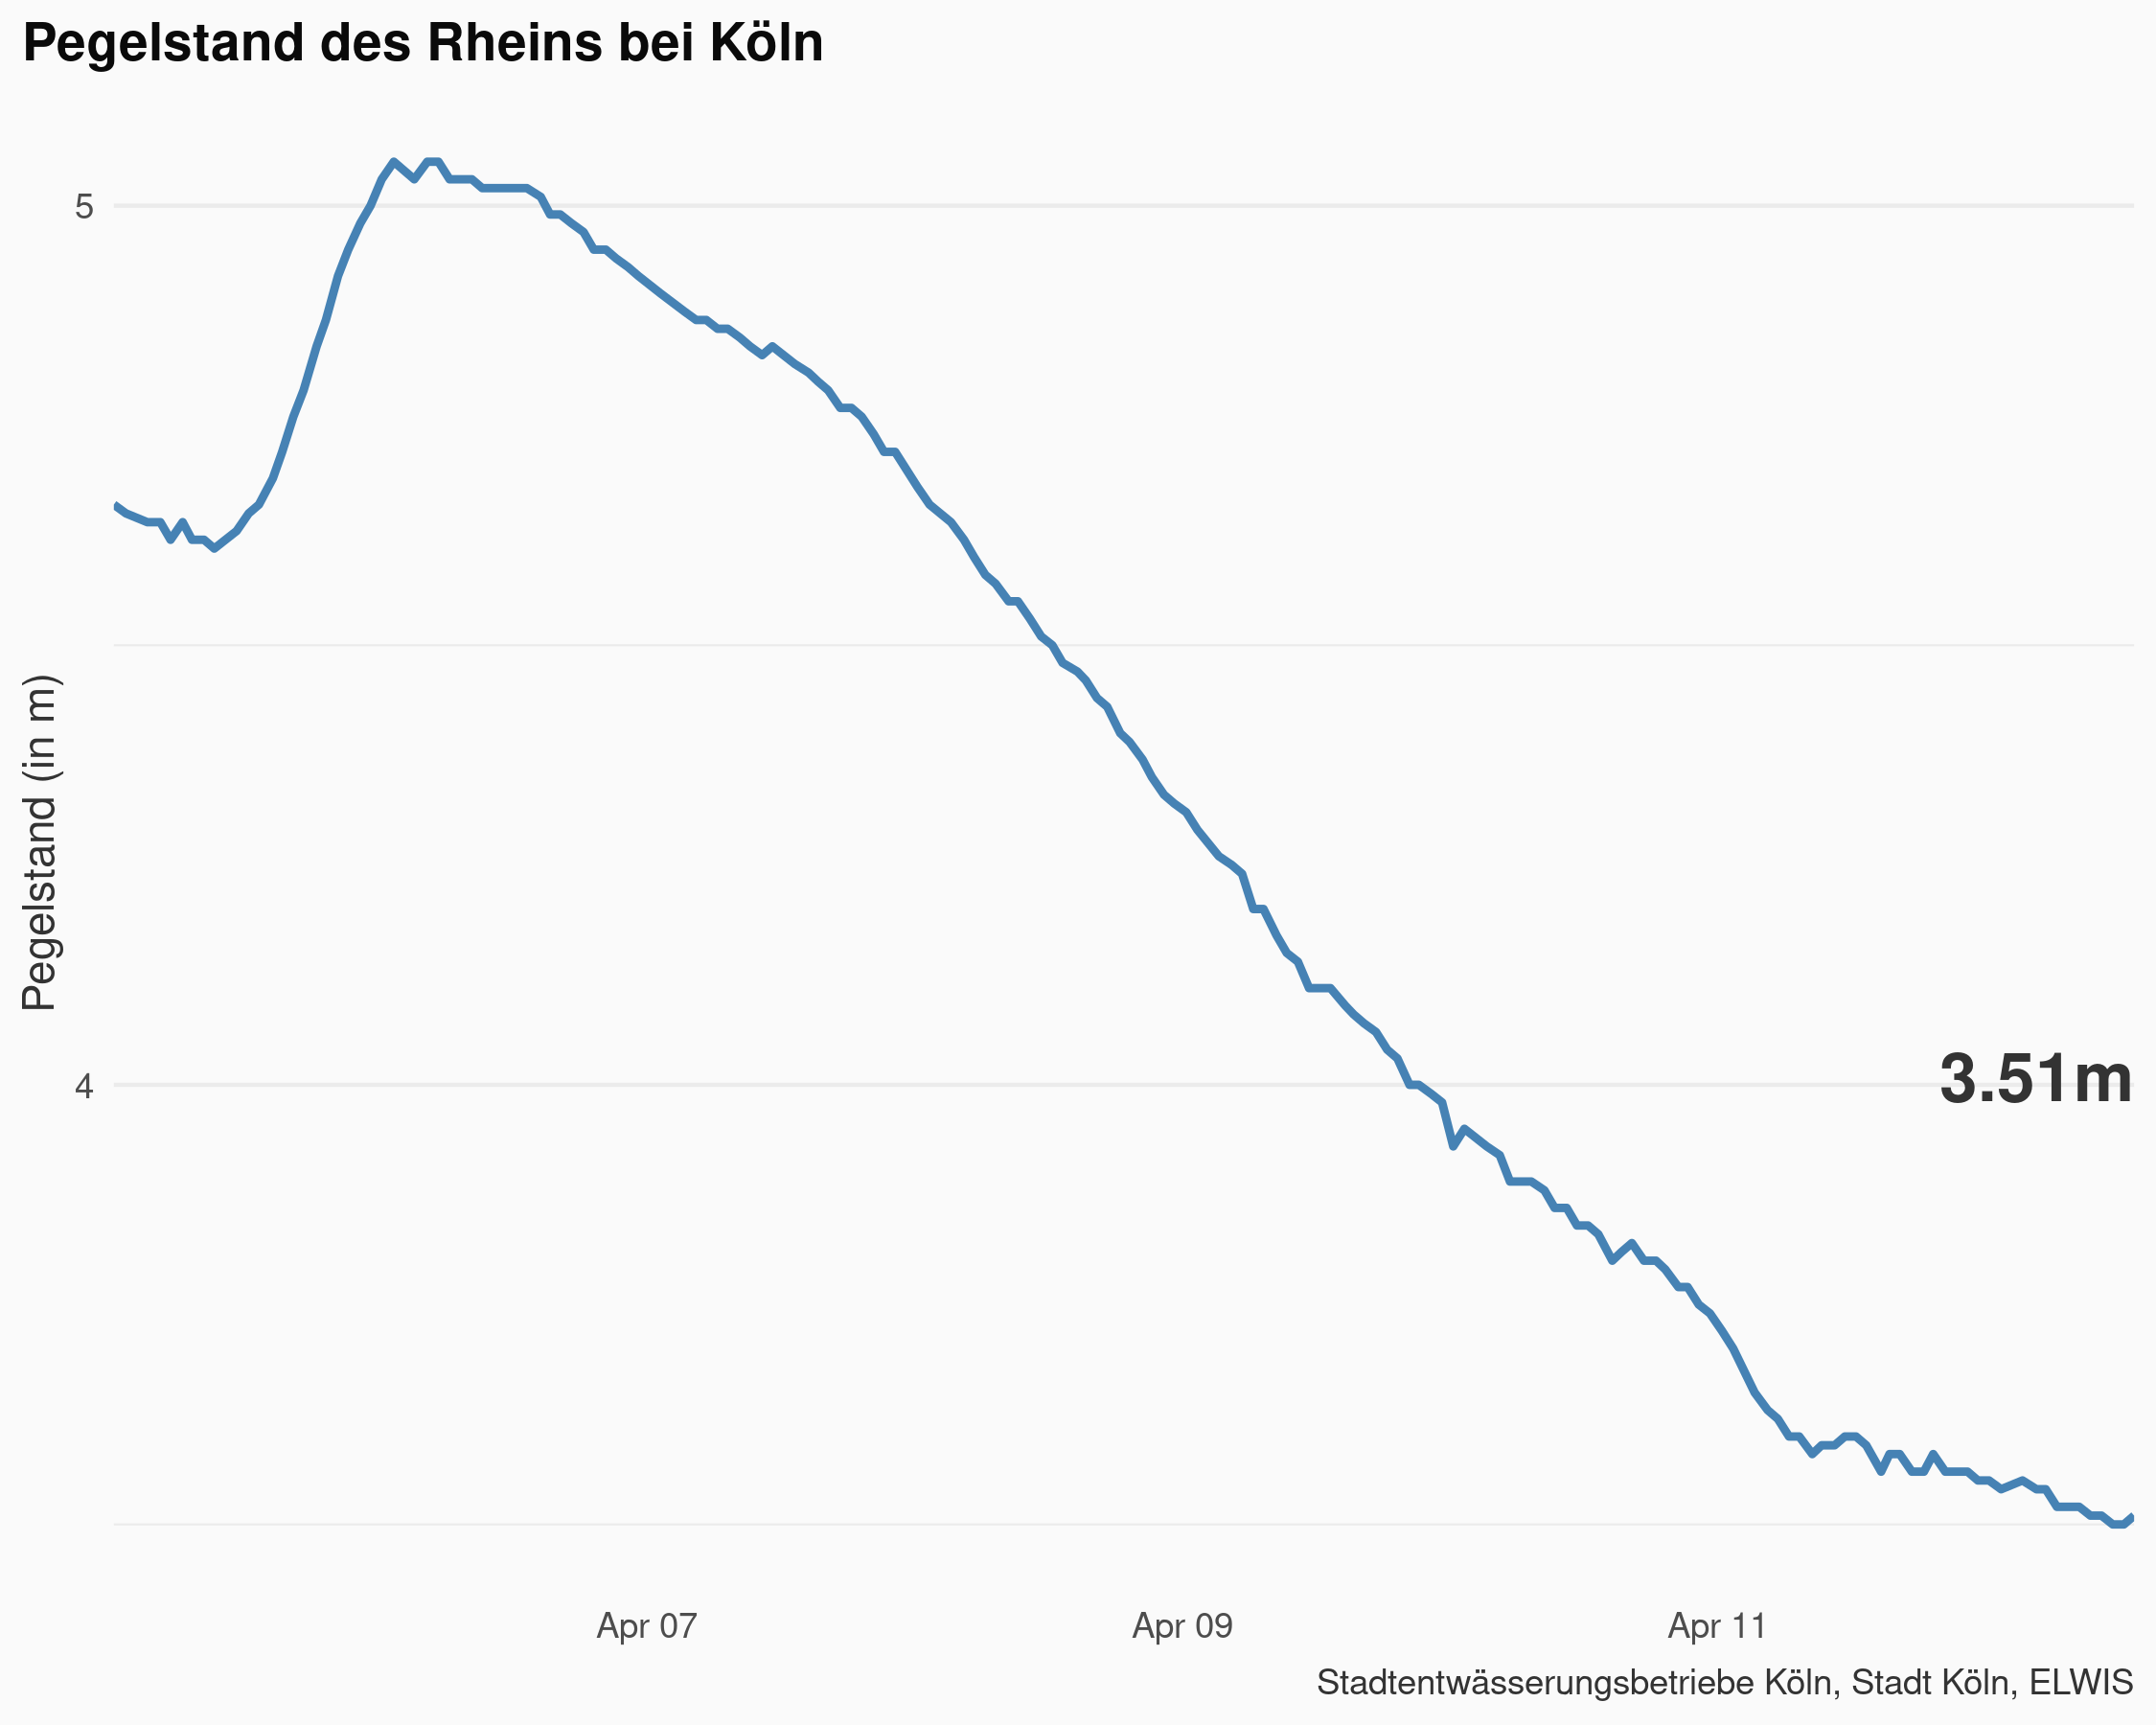 Pegelstand des Rheins bei Köln
Pegelstand (in m)
5
4
3.51m
Apr 07
Apr 09
Apr 11
Stadtentwässerungsbetriebe Köln, Stadt Köln, ELWIS